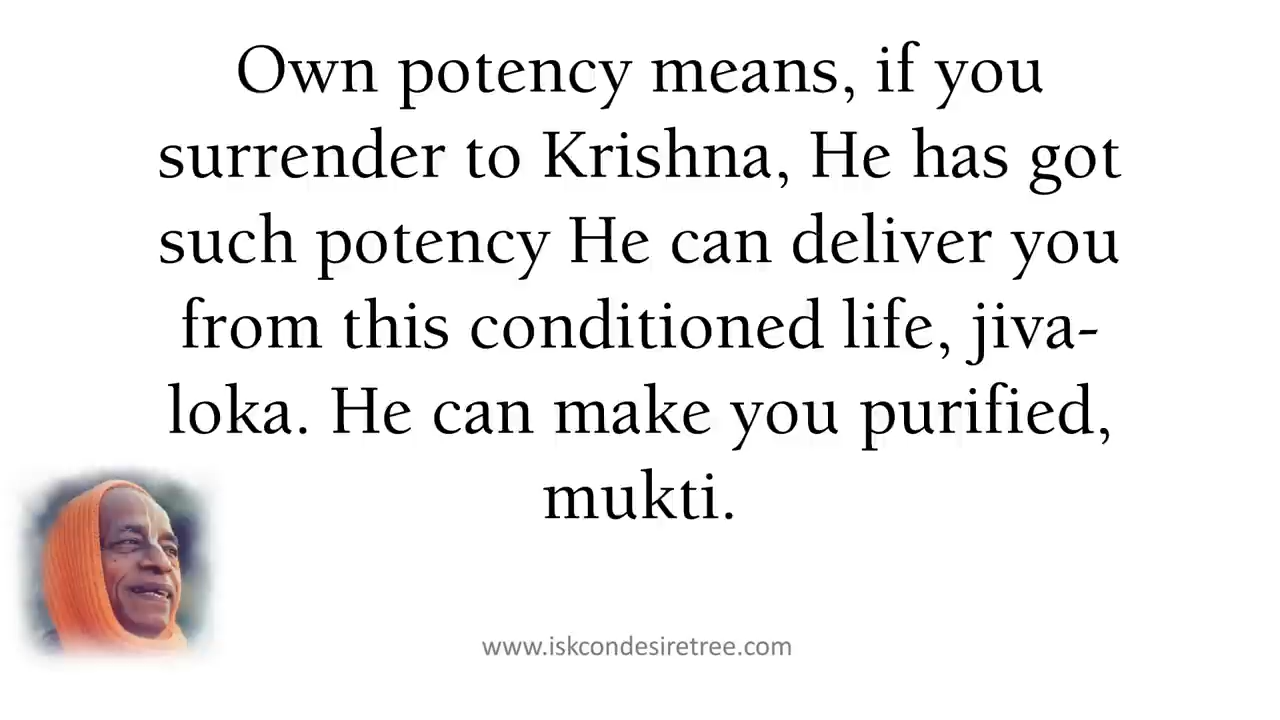 Own potency means, if you
surrender to Krishna, He has got
such potency He can deliver you
from this conditioned life, jiva-
loka. He can make you purified,
mukti.
www.iskcondesiretree.com